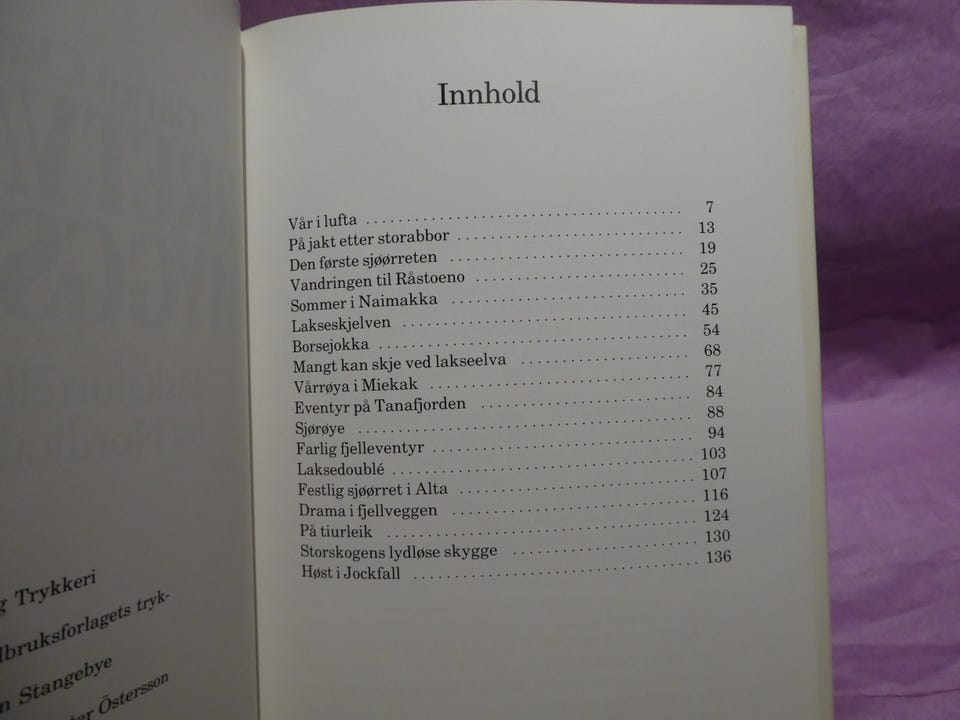 Innhold
Vår i lufta 7
På jakt etter storabbor 13
Den første sjøørreten 19
Vandringen til Råstoeno 25
Sommer i Naimakka 35
Lakseskjelven 45
Borsejokka 54
Mangt kan skje ved lakseelva 68
Vårrøya i Miekak 77
Eventyr på Tanafjorden 84
Sjørøye 88
Farlig fjelleventyr 94
Laksedoublé 103
Festlig sjøørret i Alta 107
Drama i fjellveggen 116
På tiurleik 124
Storskogens lydløse skygge 130
Høst i Jockfall 136
Trykkeri
lbruksforlagets tryk-
Stangebye
Östersson